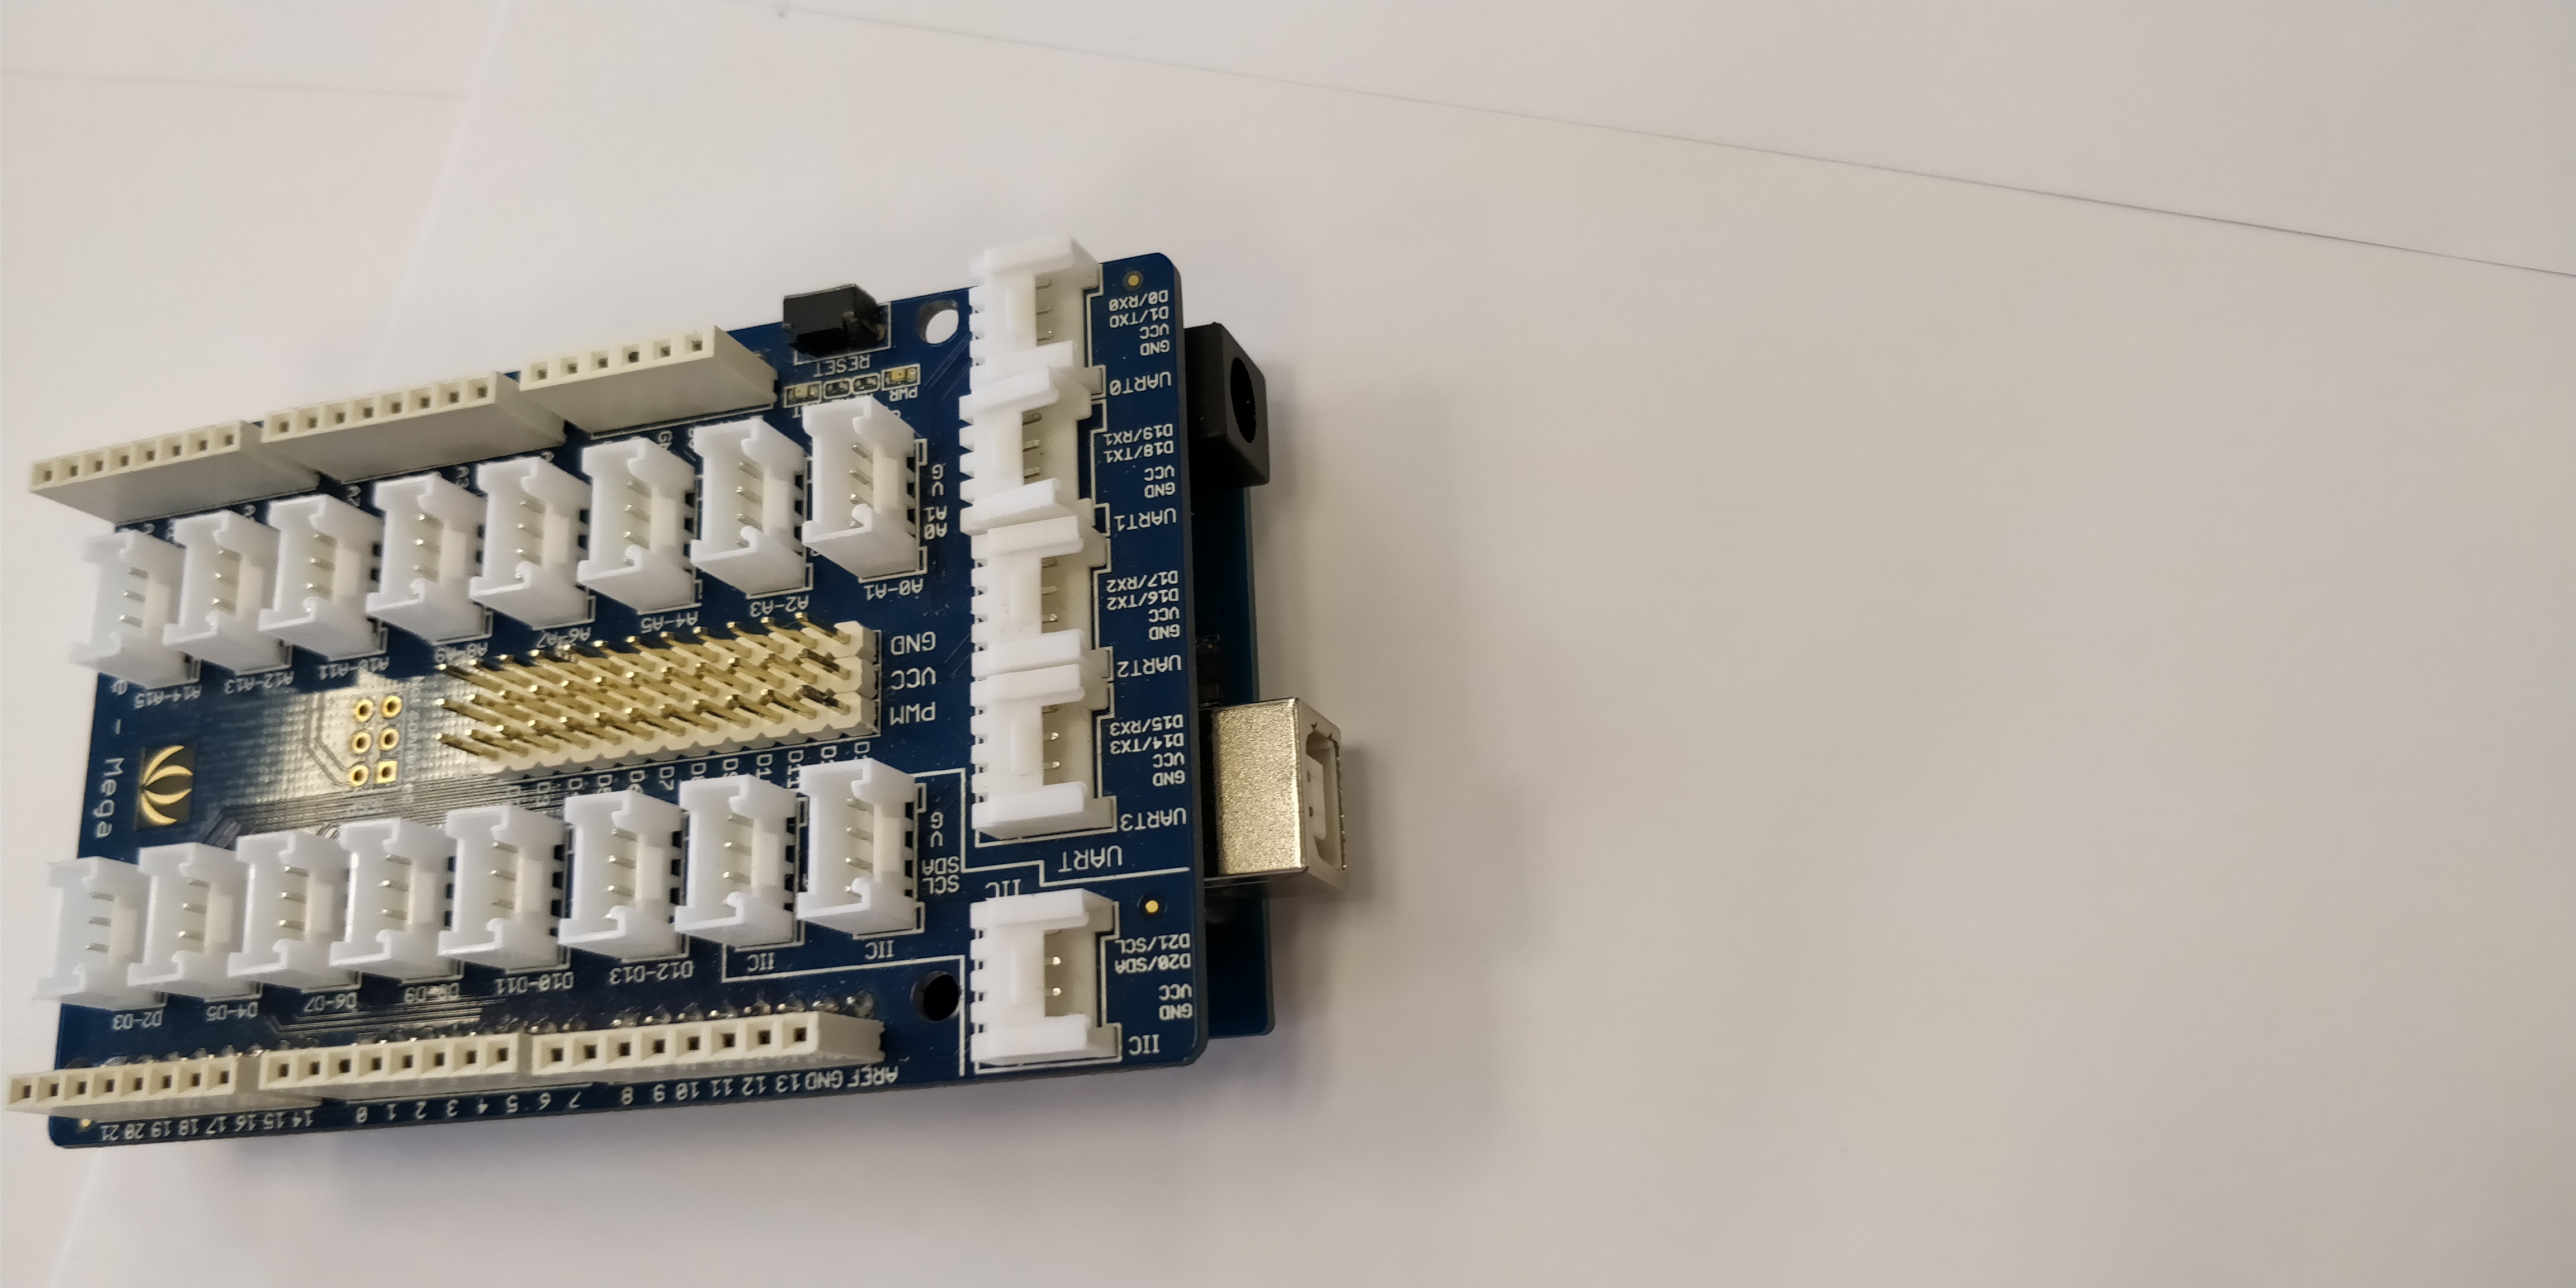 RESET
PWR
D0/RX0
D1/TX0
VCC
GND
UART0
D19/RX1
D18/TX1
VCC
GND
UART1
D17/RX2
D16/TX2
VCC
GND
UART2
D15/RX3
D14/TX3
VCC
GND
UART3
UART
IIC
D21/SCL
D20/SDA
VCC
GND
IIC
G
V
A1
A0
A0-A1
A2-A3
A4-A5
A6-A7
A8-A9
A10-A11
A12-A13
A14-A15
GND
VCC
PWM
- Mega
G
V
SDA
SCL
IIC
IIC
D12-D13
D10-D11
D8-D9
D6-D7
D4-D5
D2-D3
AREF GND 13 12 11 10 9 8
7 6 5 4 3 2 1 0
14 15 16 17 18 19 20 21